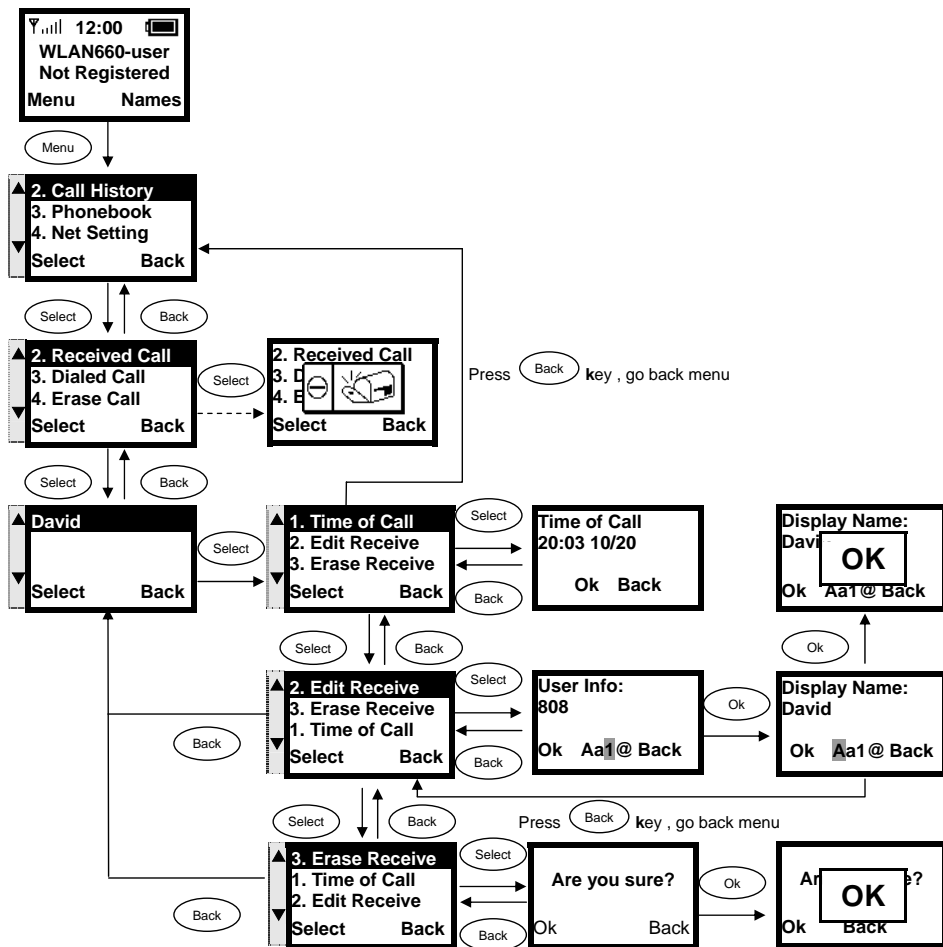 12:00
WLAN660-user
Not Registered
Menu Names
Menu
2. Call History
3. Phonebook
4. Net Setting
Select Back
Select Back
2. Received Call
3. Dialed Call
4. Erase Call
Select Back
Select
2. Received Call
3. D
4. E
Select Back
Press Back key , go back menu
Select Back
David
Select Back
Select
1. Time of Call
2. Edit Receive
3. Erase Receive
Select Back
Select
Back
Time of Call
20:03 10/20
Ok Back
Display Name:
Davi
OK
Ok Aa1@ Back
Ok
Select Back
2. Edit Receive
3. Erase Receive
1. Time of Call
Select Back
Back
Select
Back
User Info:
808
Ok Aa1@ Back
Ok
Display Name:
David
Ok Aa1@ Back
Select Back
Press Back key , go back menu
3. Erase Receive
1. Time of Call
2. Edit Receive
Select Back
Back
Select
Back
Are you sure?
Ok Back
Ok
Ar e?
OK
Ok Back